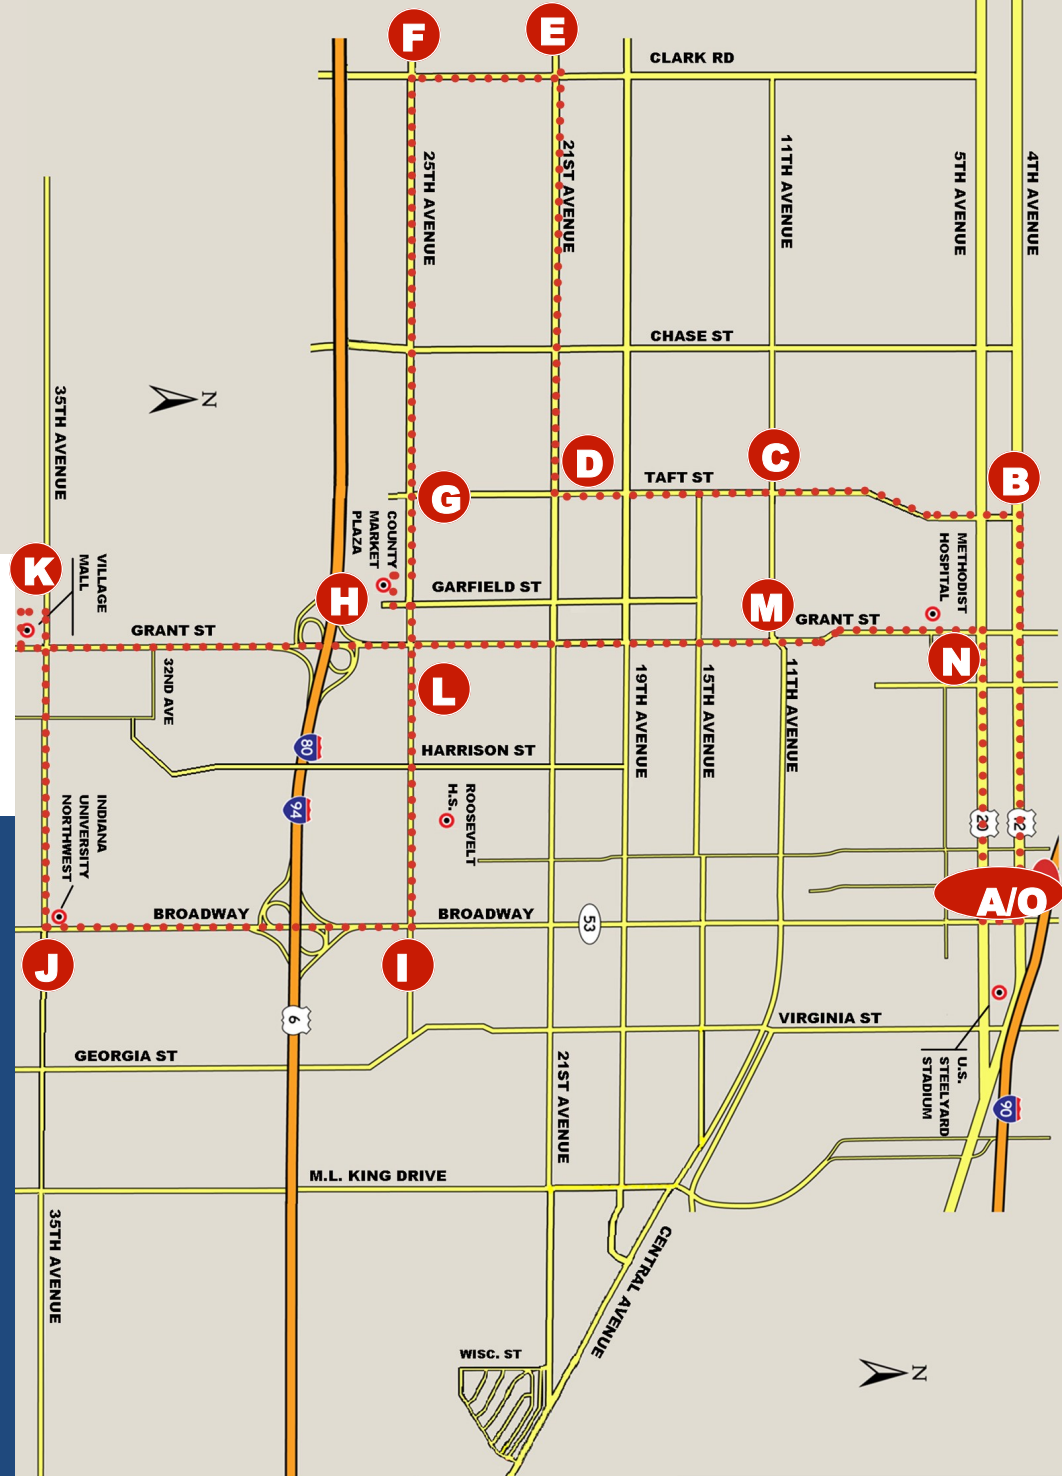 F
E
CLARK RD
25TH AVENUE
21ST AVENUE
11TH AVENUE
5TH AVENUE
4TH AVENUE
CHASE ST
N
35TH AVENUE
D
C
B
TAFT ST
G
COUNTY
MARKET
PLAZA
METHODIST
HOSPITAL
K
VILLAGE
MALL
H
GARFIELD ST
M
GRANT ST
GRANT ST
N
32ND AVE
L
19TH AVENUE
15TH AVENUE
11TH AVENUE
80
HARRISON ST
94
ROOSEVELT
H.S.
20
12
INDIANA
UNIVERSITY
NORTHWEST
A/O
BROADWAY
BROADWAY
53
J
I
6
VIRGINIA ST
GEORGIA ST
21ST AVENUE
U.S.
STEELYARD
STADIUM
90
M.L. KING DRIVE
35TH AVENUE
CENTRAL AVENUE
WISC. ST
N